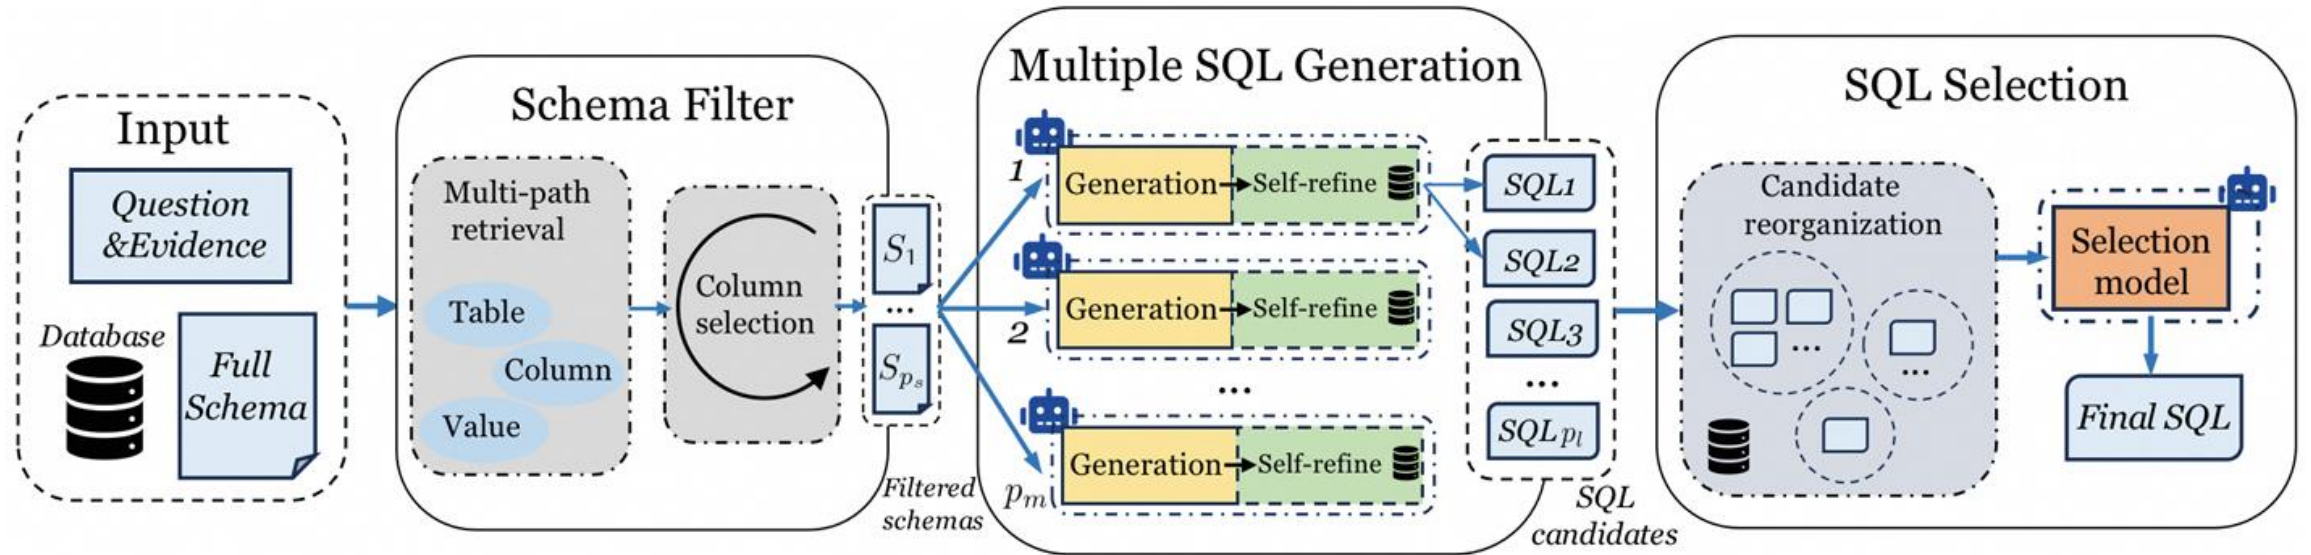 Input
Question
&Evidence
Database
Full
Schema
Schema Filter
Multi-path
retrieval
Table
Column
Value
Column
selection
S1
...
Sps
Filtered
schemas
Multiple SQL Generation
1
Generation
Self-refine
2
Generation
Self-refine
...
pm
Generation
Self-refine
SQL1
SQL2
SQL3
...
SQL pl
SQL
candidates
SQL Selection
Candidate
reorganization
...
...
Selection
model
Final SQL